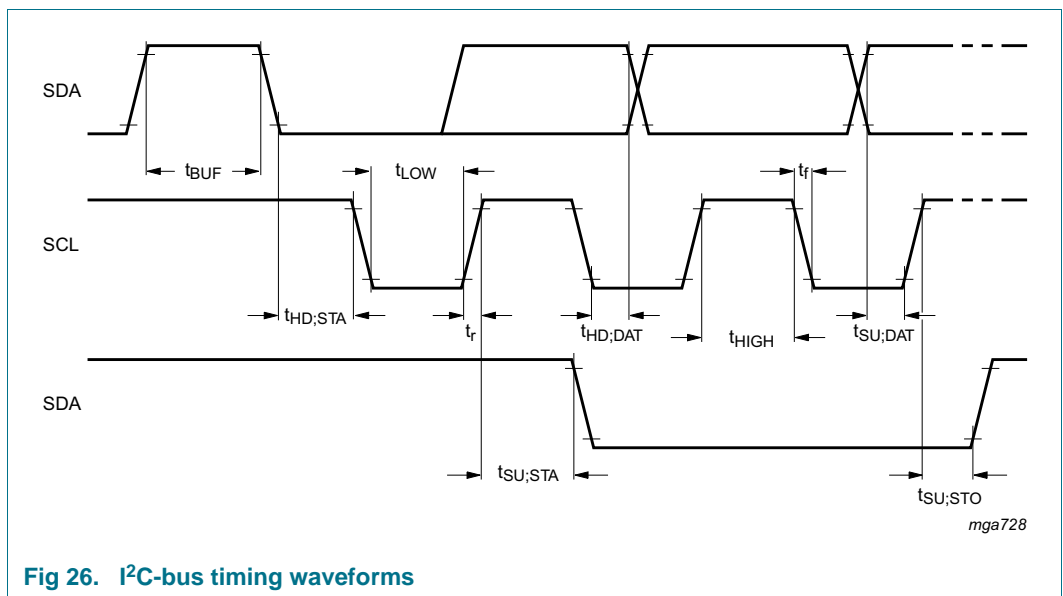 SDA
tBUF
tLOW
tf
SCL
tHD;STA
tr
tHD;DAT
tHIGH
tSU;DAT
SDA
tSU;STA
tSU;STO
mga728
Fig 26. I²C-bus timing waveforms